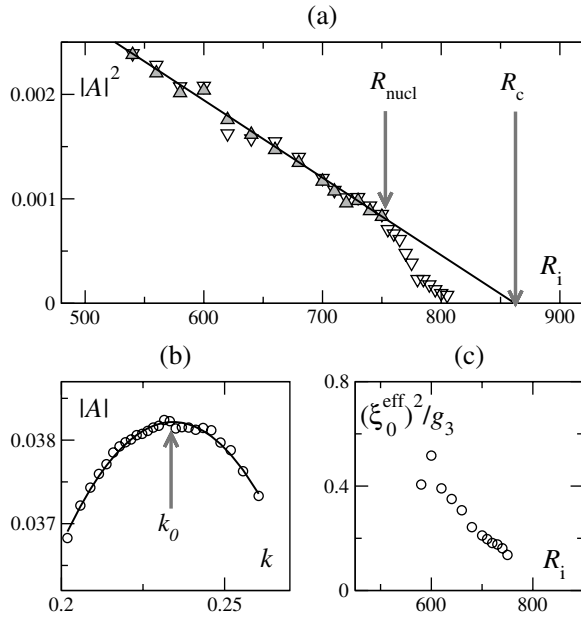 (a)
|A|²
R_nucl
R_c
0.002
0.001
0
R_i
500 600 700 800 900
(b)
(c)
|A|
0.038
0.037
k_0
k
0.2 0.25
0.8
(ξ_0^eff)²/g_3
0.4
0
R_i
600 800